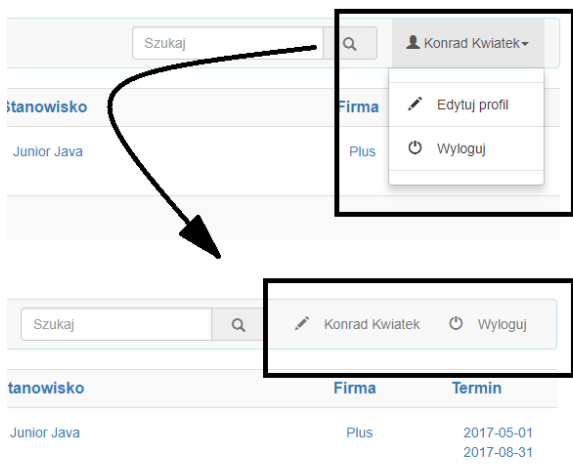 Szukaj Konrad Kwiatek
Stanowisko Firma
Edytuj profil
Junior Java Plus
Wyloguj
Szukaj Konrad Kwiatek Wyloguj
tanowisko Firma Termin
Junior Java Plus 2017-05-01
2017-08-31